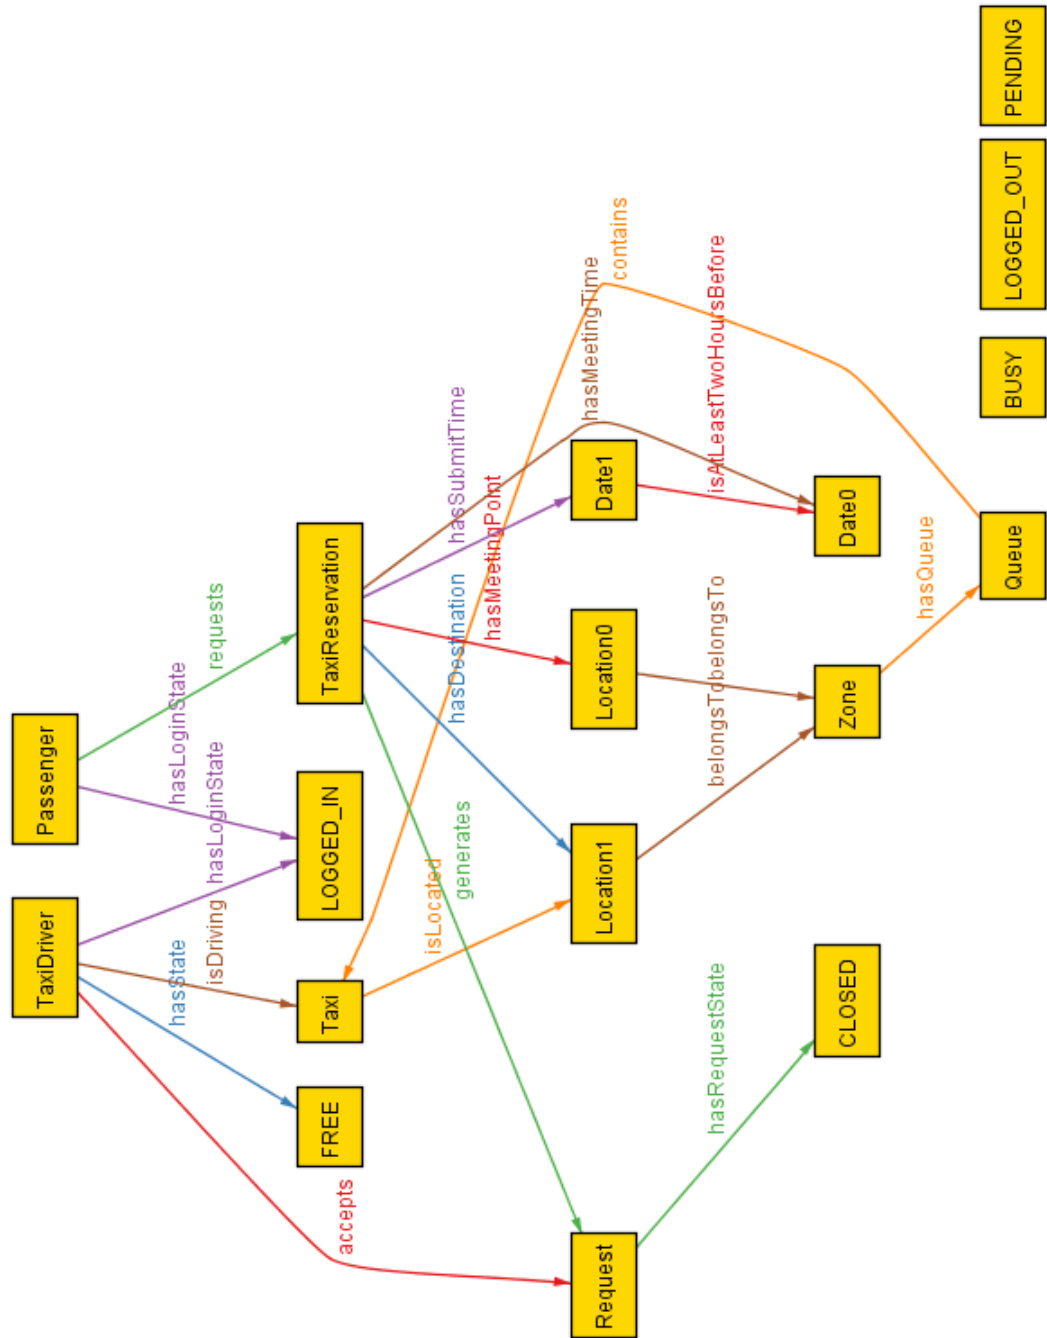 TaxiDriver
Passenger
accepts
hasState
isDriving
hasLoginState
hasLoginState
requests
FREE
Taxi
LOGGED_IN
TaxiReservation
isLocated
generates
hasDestination
hasMeetingPoint
hasSubmitTime
hasMeetingTime
contains
Request
Location1
Location0
Date1
hasRequestState
belongsTo
belongsTo
isAtLeastTwoHoursBefore
CLOSED
Zone
Date0
hasQueue
Queue
BUSY
LOGGED_OUT
PENDING